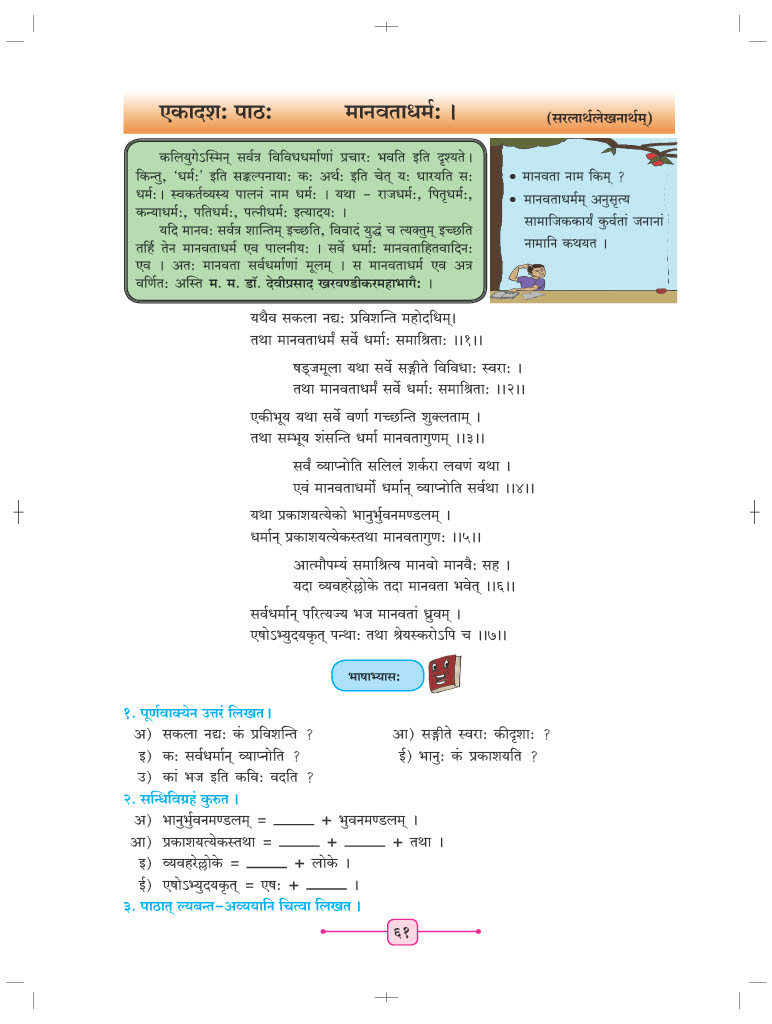 एकादशः पाठः मानवताधर्मः । (सरलार्थलेखनार्थम्)
कलियुगेऽस्मिन् सर्वत्र विविधधर्माणां प्रचारः भवति इति दृश्यते।
किन्तु, ‘धर्मः’ इति सङ्कल्पनायाः कः अर्थः इति चेत् यः धारयति सः
धर्मः। स्वकर्तव्यस्य पालनं नाम धर्मः । यथा - राजधर्मः, पितृधर्मः,
कन्याधर्मः, पतिधर्मः, पत्नीधर्मः इत्यादयः ।
यदि मानवः सर्वत्र शान्तिम् इच्छति, विवादं युद्धं च त्यक्तुम् इच्छति
तर्हि तेन मानवताधर्म एव पालनीयः । सर्वे धर्माः मानवताहितवादिनः
एव । अतः मानवता सर्वधर्माणां मूलम् । स मानवताधर्म एव अत्र
वर्णितः अस्ति म. म. डॉ. देवीप्रसाद खरवण्डीकरमहाभागैः ।
• मानवता नाम किम् ?
• मानवताधर्मम् अनुसृत्य
सामाजिककार्यं कुर्वतां जनानां
नामानि कथयत ।
यथैव सकला नद्यः प्रविशन्ति महोदधिम्।
तथा मानवताधर्मं सर्वे धर्माः समाश्रिताः ।।१।।
षड्जमूला यथा सर्वे सङ्गीते विविधाः स्वराः ।
तथा मानवताधर्मं सर्वे धर्माः समाश्रिताः ।।२।।
एकीभूय यथा सर्वे वर्णा गच्छन्ति शुक्लताम् ।
तथा सम्भूय शंसन्ति धर्मा मानवतागुणम् ।।३।।
सर्वं व्याप्नोति सलिलं शर्करा लवणं यथा ।
एवं मानवताधर्मो धर्मान् व्याप्नोति सर्वथा ।।४।।
यथा प्रकाशयत्येको भानुर्भुवनमण्डलम् ।
धर्मान् प्रकाशयत्येकस्तथा मानवतागुणः ।।५।।
आत्मौपम्यं समाश्रित्य मानवो मानवैः सह ।
यदा व्यवहरेल्लोके तदा मानवता भवेत् ।।६।।
सर्वधर्मान् परित्यज्य भज मानवतां ध्रुवम् ।
एषोऽभ्युदयकृत् पन्थाः तथा श्रेयस्करोऽपि च ।।७।।
भाषाभ्यासः
१. पूर्णवाक्येन उत्तरं लिखत।
अ) सकला नद्यः कं प्रविशन्ति ? आ) सङ्गीते स्वराः कीदृशाः ?
इ) कः सर्वधर्मान् व्याप्नोति ? ई) भानुः कं प्रकाशयति ?
उ) कां भज इति कविः वदति ?
२. सन्धिविग्रहं कुरुत ।
अ) भानुर्भुवनमण्डलम् = _____ + भुवनमण्डलम् ।
आ) प्रकाशयत्येकस्तथा = _____ + _____ + तथा ।
इ) व्यवहरेल्लोके = _____ + लोके ।
ई) एषोऽभ्युदयकृत् = एषः + _____ ।
३. पाठात् ल्यबन्त-अव्ययानि चित्वा लिखत ।
६१